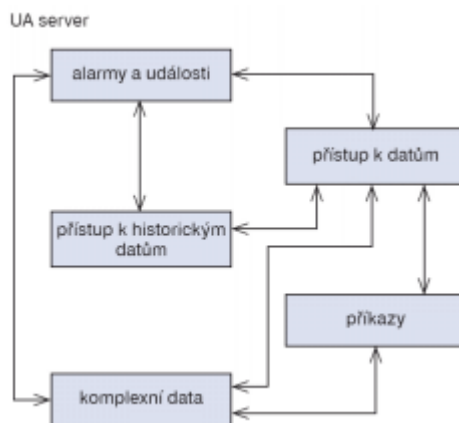 UA server
alarmy a události
přístup k datům
přístup k historickým
datům
příkazy
komplexní data